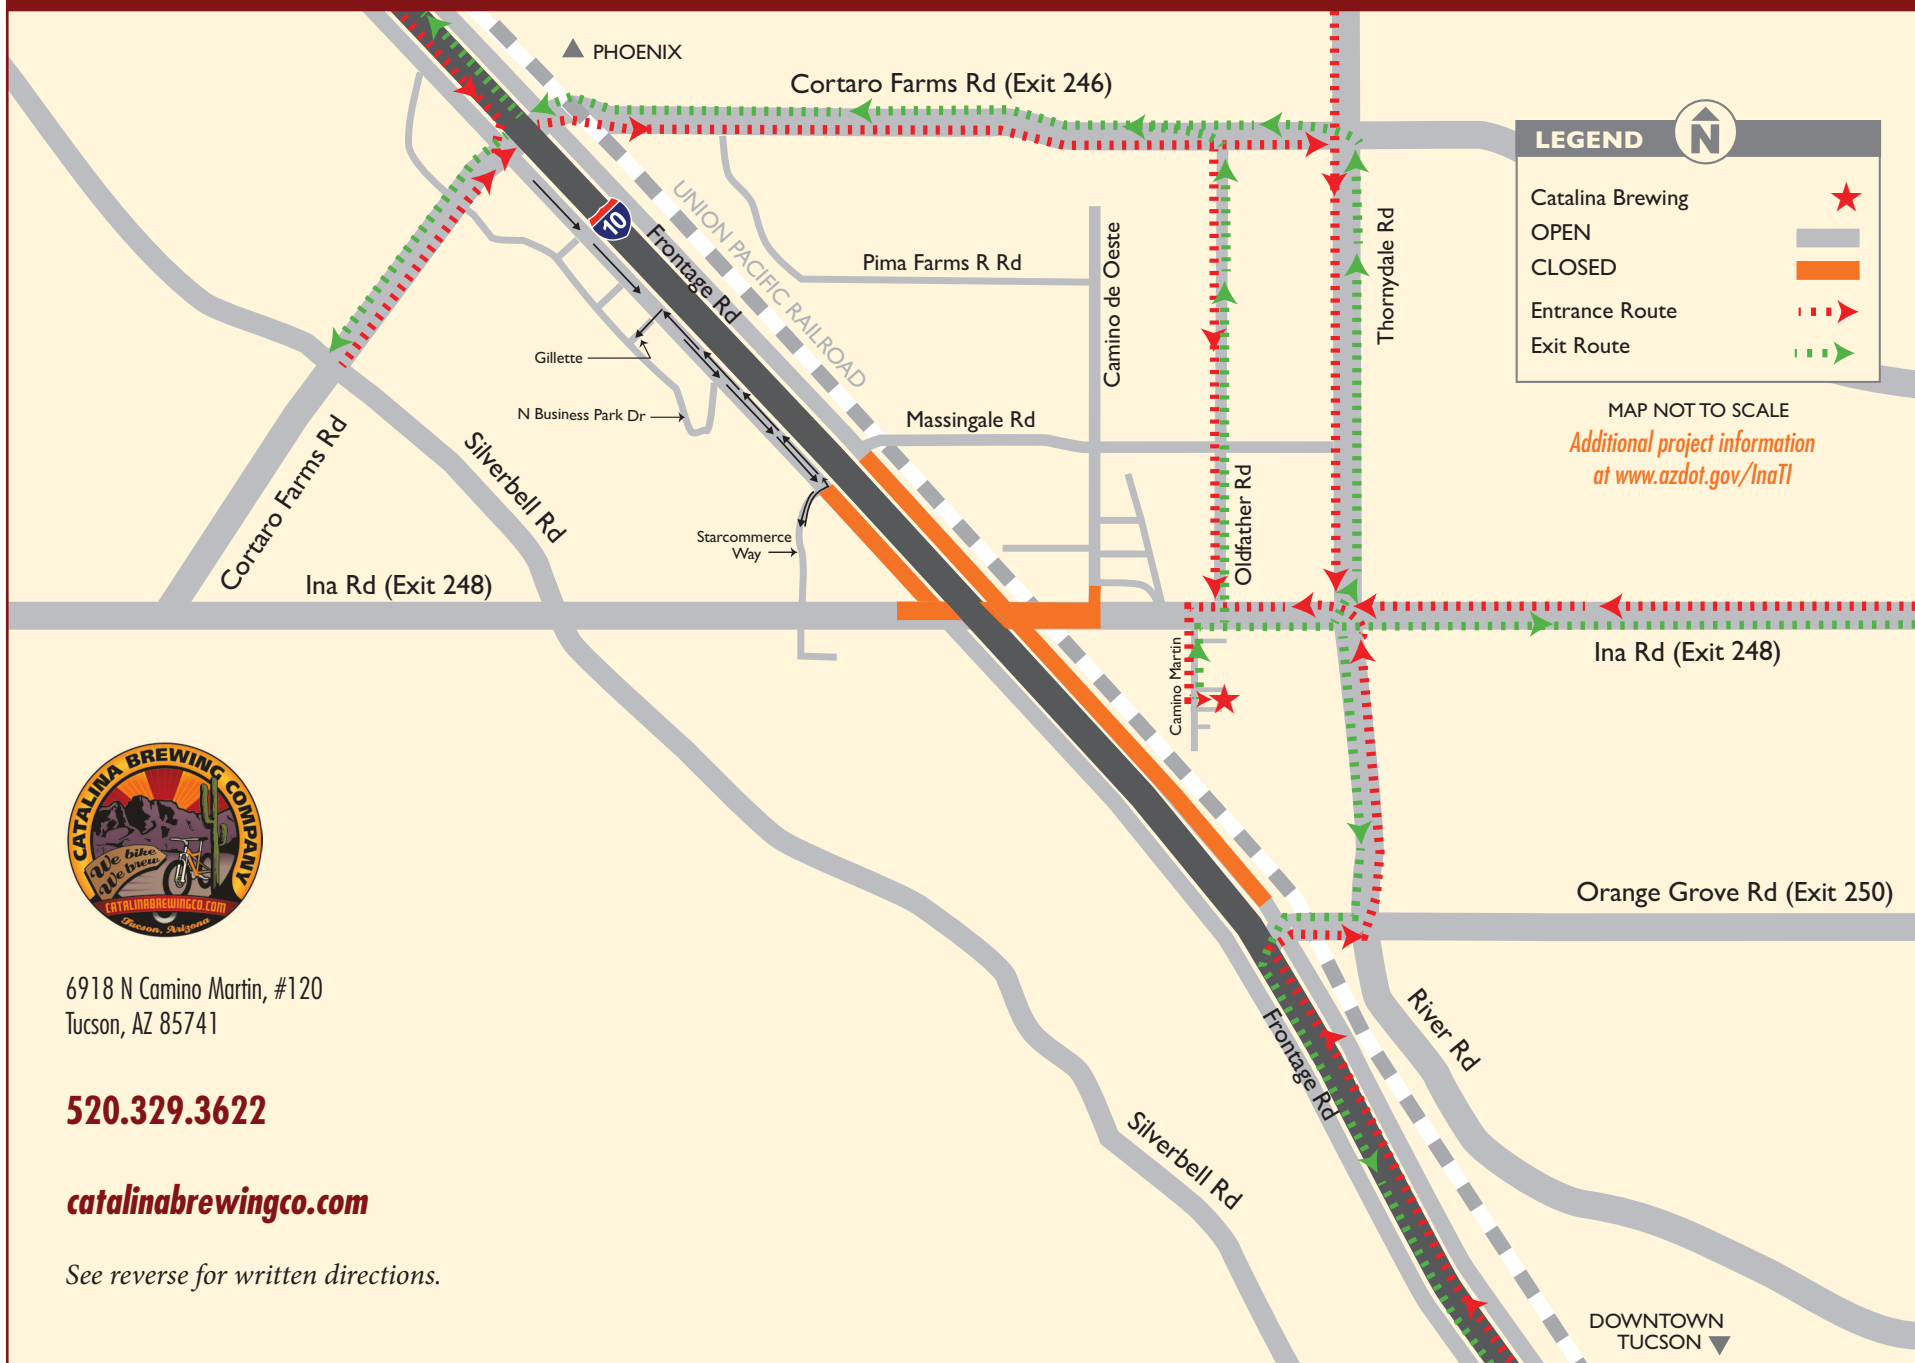 PHOENIX
Cortaro Farms Rd (Exit 246)
LEGEND
N
Catalina Brewing
OPEN
CLOSED
Entrance Route
Exit Route
MAP NOT TO SCALE
Additional project information
at www.azdot.gov/InaTI
10
Frontage Rd
UNION PACIFIC RAILROAD
Pima Farms R Rd
Camino de Oeste
Thornydale Rd
Gillette
N Business Park Dr
Massingale Rd
Oldfather Rd
Cortaro Farms Rd
Silverbell Rd
Starcommerce
Way
Ina Rd (Exit 248)
Ina Rd (Exit 248)
Camino Martin
CATALINA BREWING COMPANY
We bike
We brew
CATALINABREWINGCO.COM
Tucson, Arizona
Orange Grove Rd (Exit 250)
6918 N Camino Martin, #120
Tucson, AZ 85741
Frontage Rd
River Rd
520.329.3622
Silverbell Rd
catalinabrewingco.com
See reverse for written directions.
DOWNTOWN
TUCSON